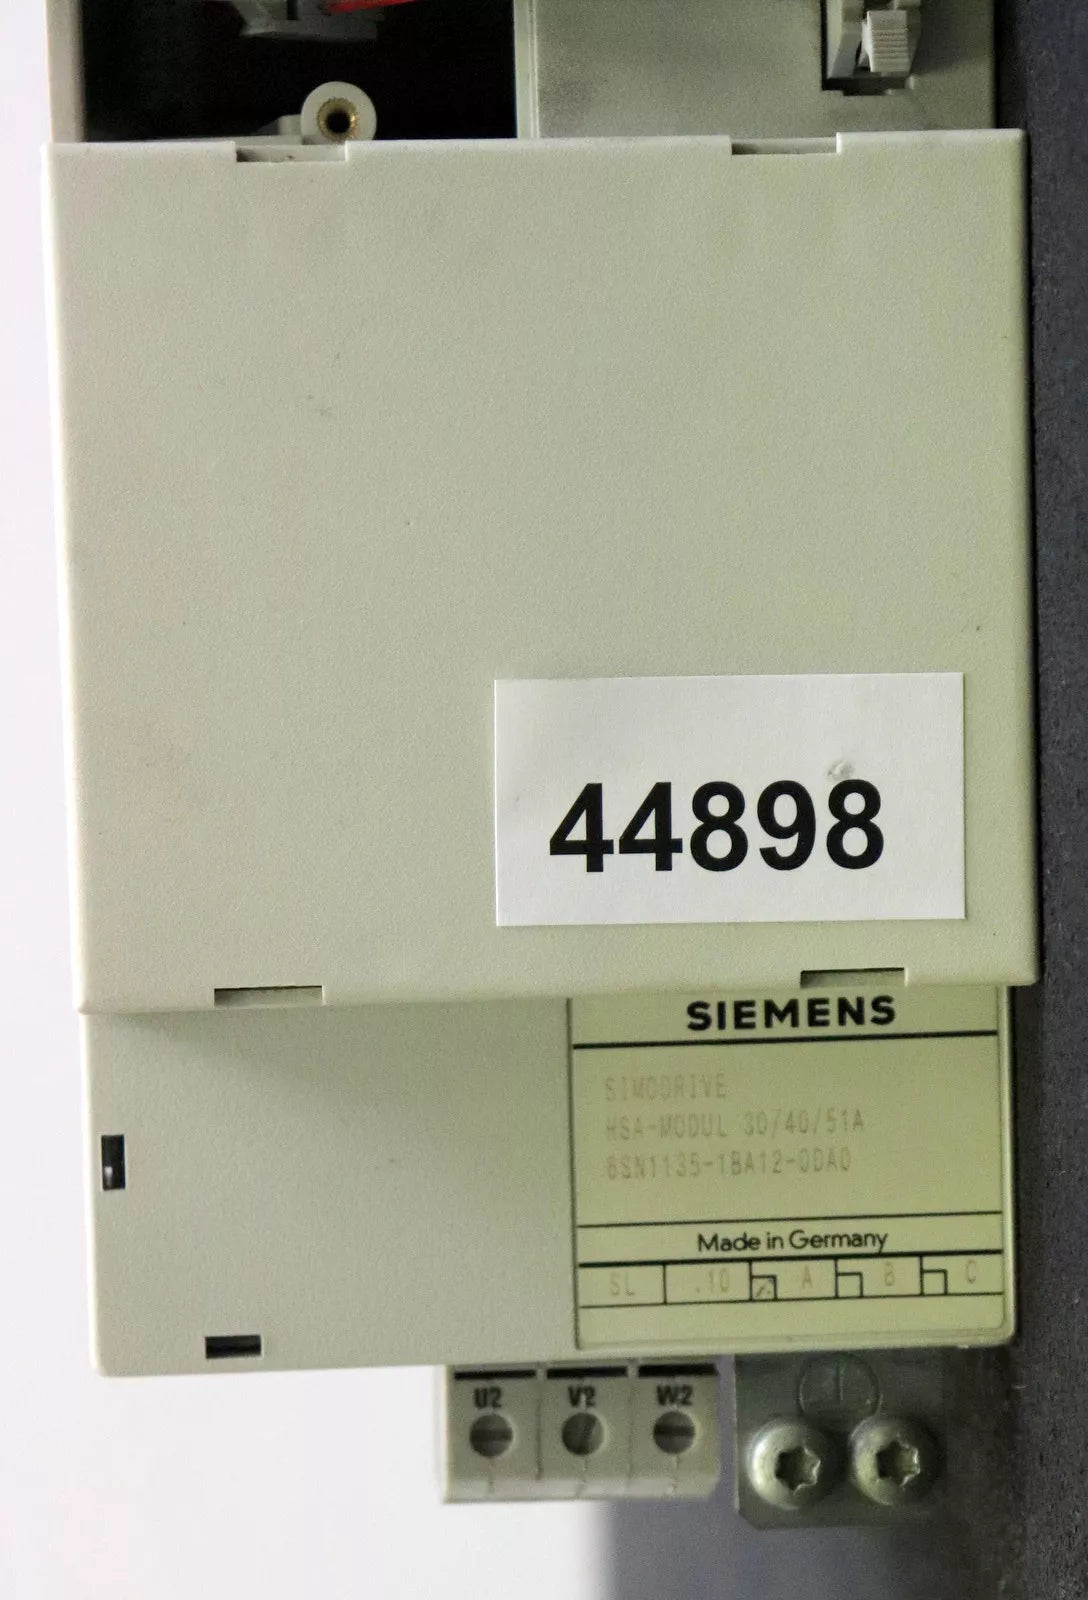 44898
SIEMENS
SIMODRIVE
HSA-MODUL 30/40/51A
6SN1135-1BA12-0DA0
Made in Germany
SL .10 A B C
U2 V2 W2